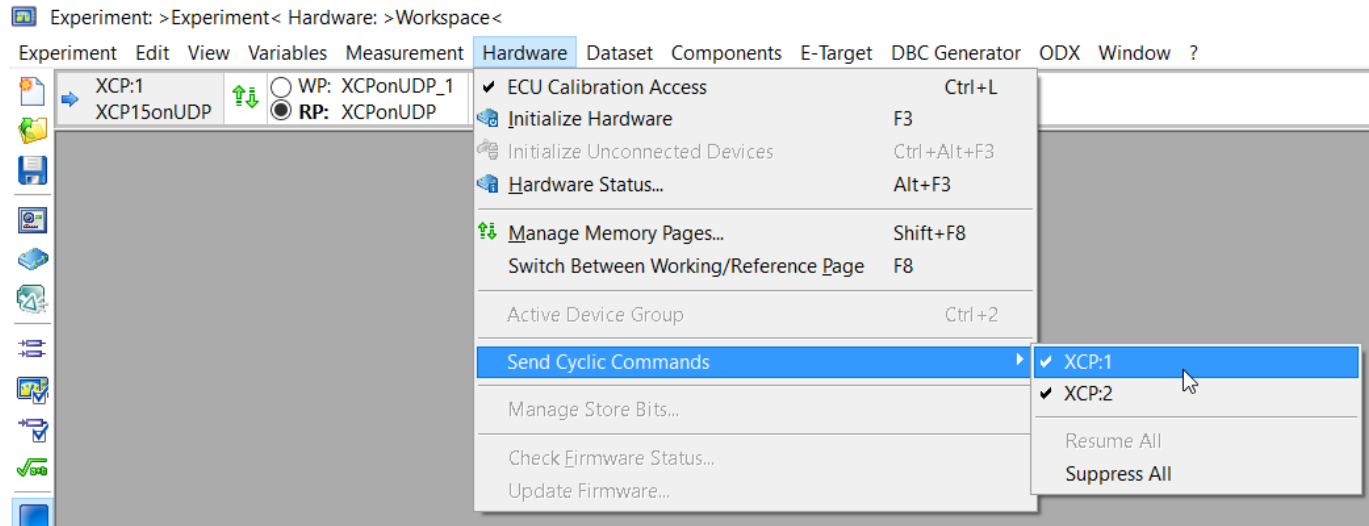 Experiment: >Experiment< Hardware: >Workspace<
Experiment Edit View Variables Measurement Hardware Dataset Components E-Target DBC Generator ODX Window ?
XCP:1
XCP15onUDP
WP: XCPonUDP_1
RP: XCPonUDP
ECU Calibration Access Ctrl+L
Initialize Hardware F3
Initialize Unconnected Devices Ctrl+Alt+F3
Hardware Status... Alt+F3
Manage Memory Pages... Shift+F8
Switch Between Working/Reference Page F8
Active Device Group Ctrl+2
Send Cyclic Commands
XCP:1
XCP:2
Resume All
Suppress All
Manage Store Bits...
Check Firmware Status...
Update Firmware...